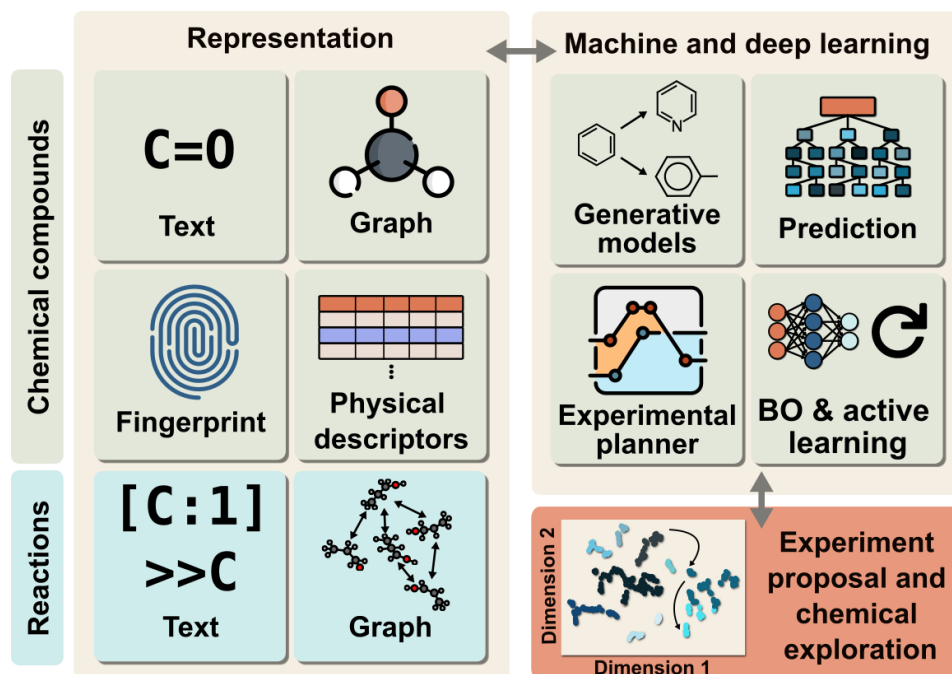 Representation
Machine and deep learning
Chemical compounds
C=O
Text
Graph
Fingerprint
Physical
descriptors
Reactions
[C:1]
>>C
Text
Graph
N
Generative
models
Prediction
Experimental
planner
BO & active
learning
Dimension 2
Dimension 1
Experiment
proposal and
chemical
exploration